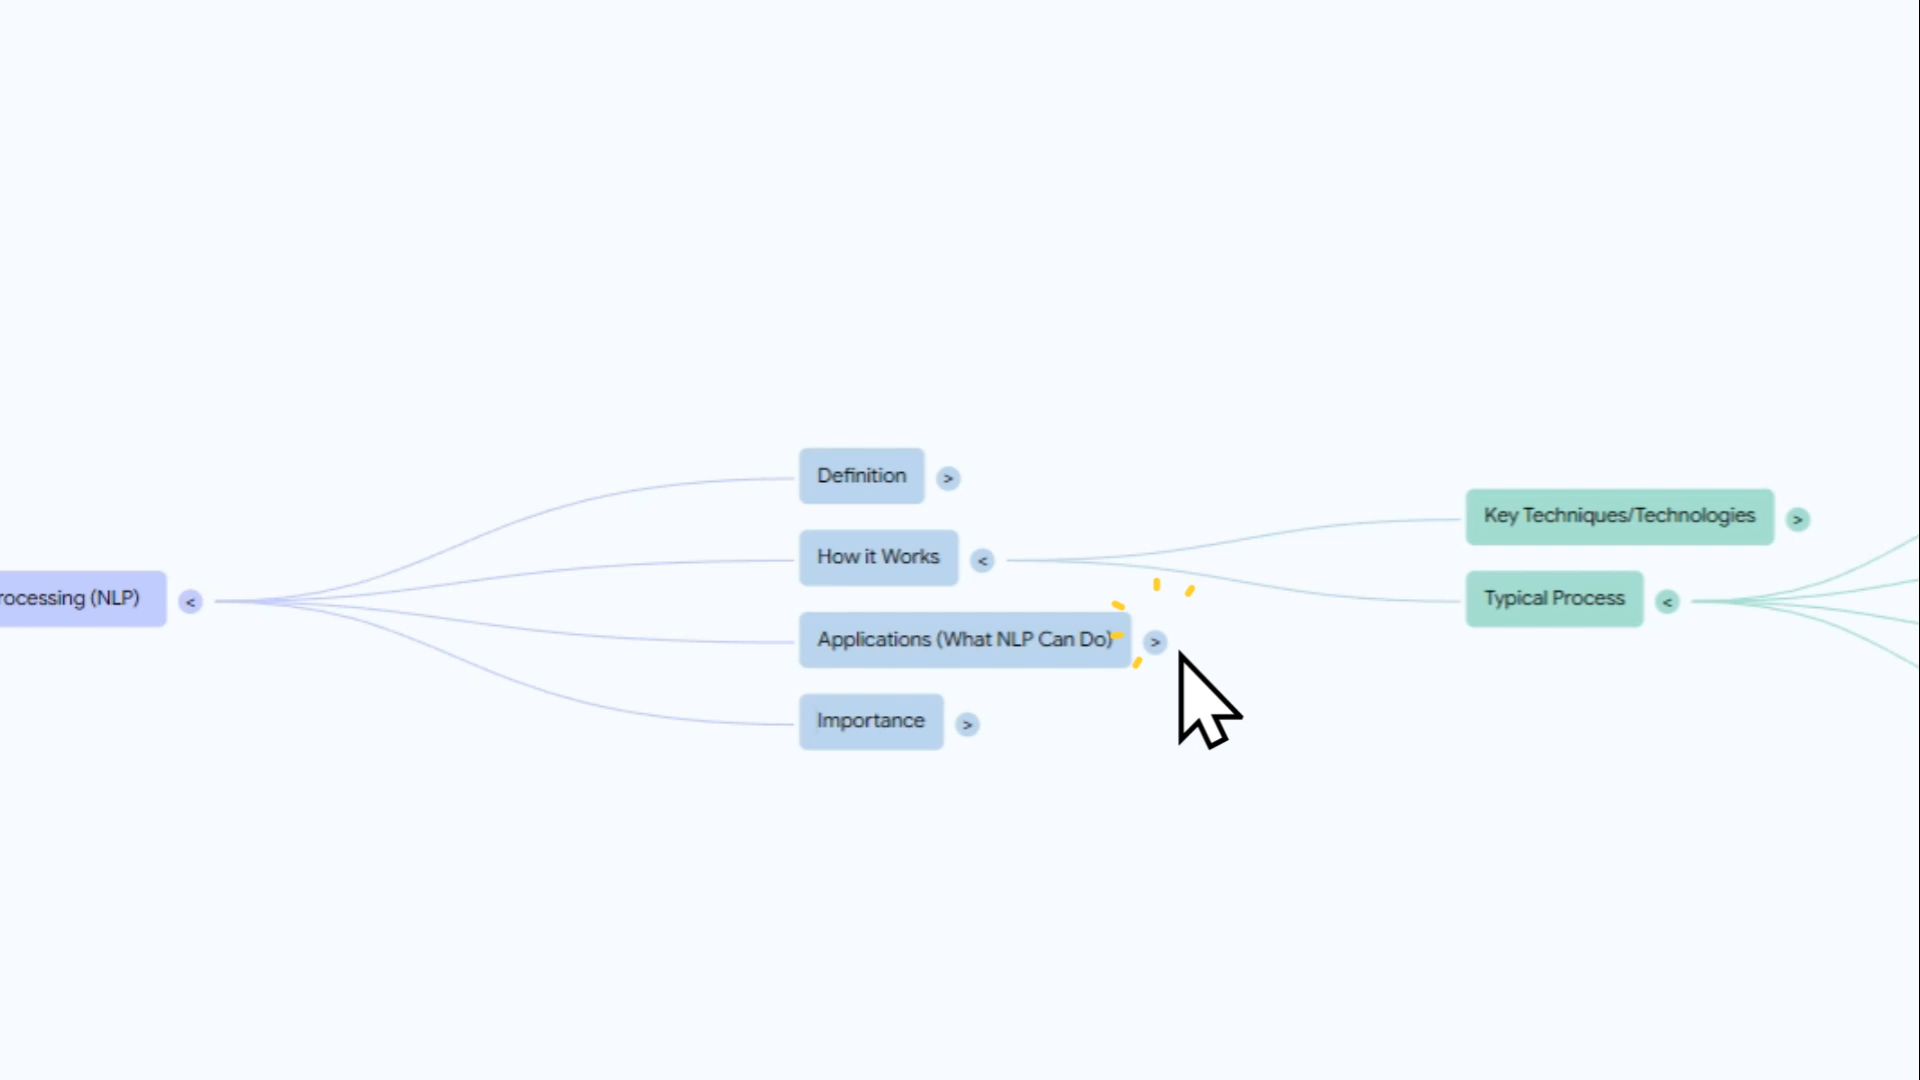 rocessing (NLP) <
Definition >
How it Works <
Applications (What NLP Can Do) >
Importance >
Key Techniques/Technologies >
Typical Process <